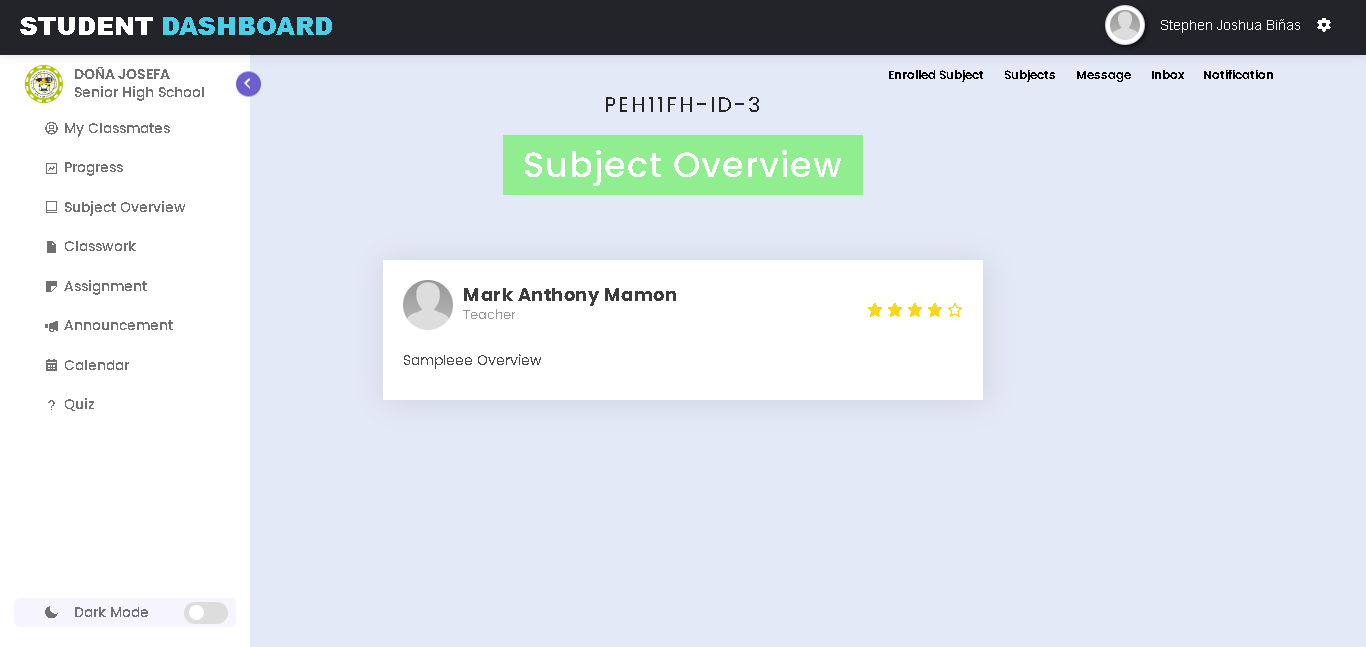 STUDENT DASHBOARD
Stephen Joshua Biñas
DOÑA JOSEFA
Senior High School
Enrolled Subject Subjects Message Inbox Notification
PEH11FH-ID-3
Subject Overview
My Classmates
Progress
Subject Overview
Classwork
Assignment
Announcement
Calendar
? Quiz
Mark Anthony Mamon
Teacher
Sampleee Overview
Dark Mode